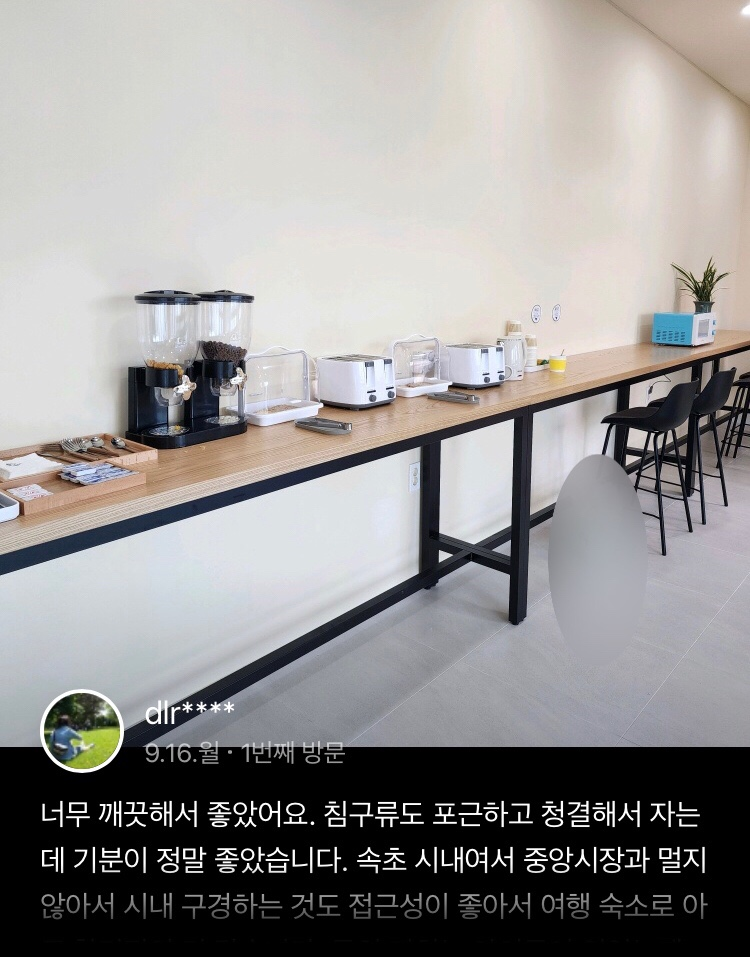 dlr****
9.16.월 · 1번째 방문
너무 깨끗해서 좋았어요. 침구류도 포근하고 청결해서 자는
데 기분이 정말 좋았습니다. 속초 시내여서 중앙시장과 멀지
않아서 시내 구경하는 것도 접근성이 좋아서 여행 숙소로 아